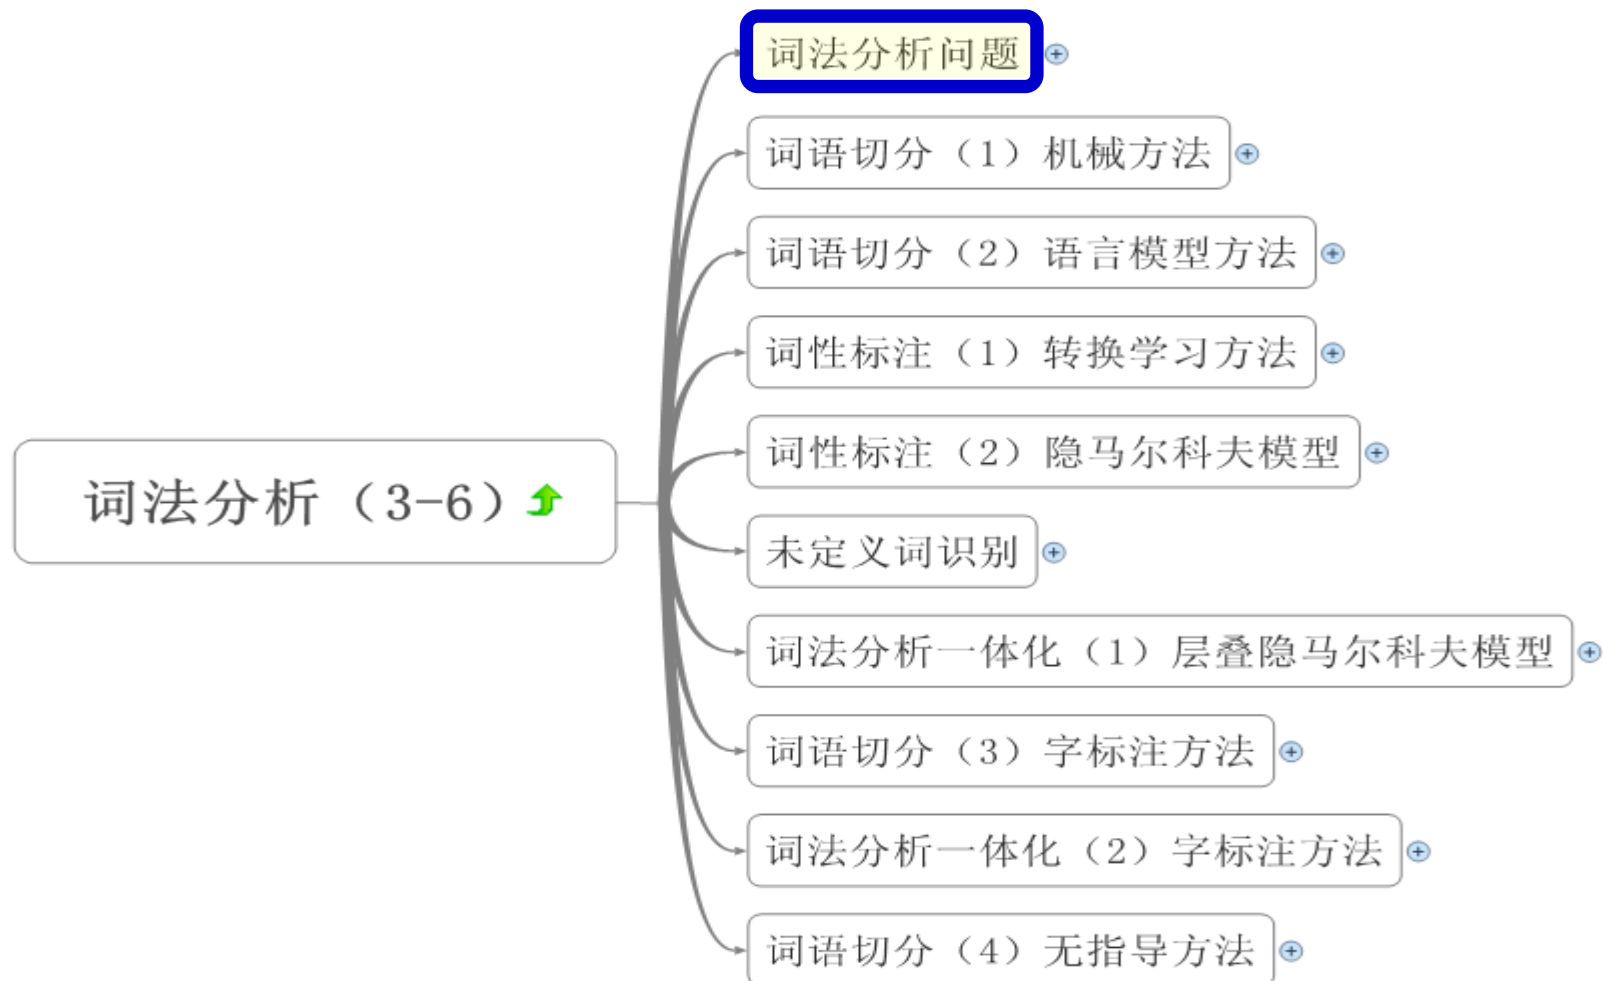 词法分析问题
词语切分（1）机械方法
词语切分（2）语言模型方法
词性标注（1）转换学习方法
词性标注（2）隐马尔科夫模型
词法分析（3-6）
未定义词识别
词法分析一体化（1）层叠隐马尔科夫模型
词语切分（3）字标注方法
词法分析一体化（2）字标注方法
词语切分（4）无指导方法